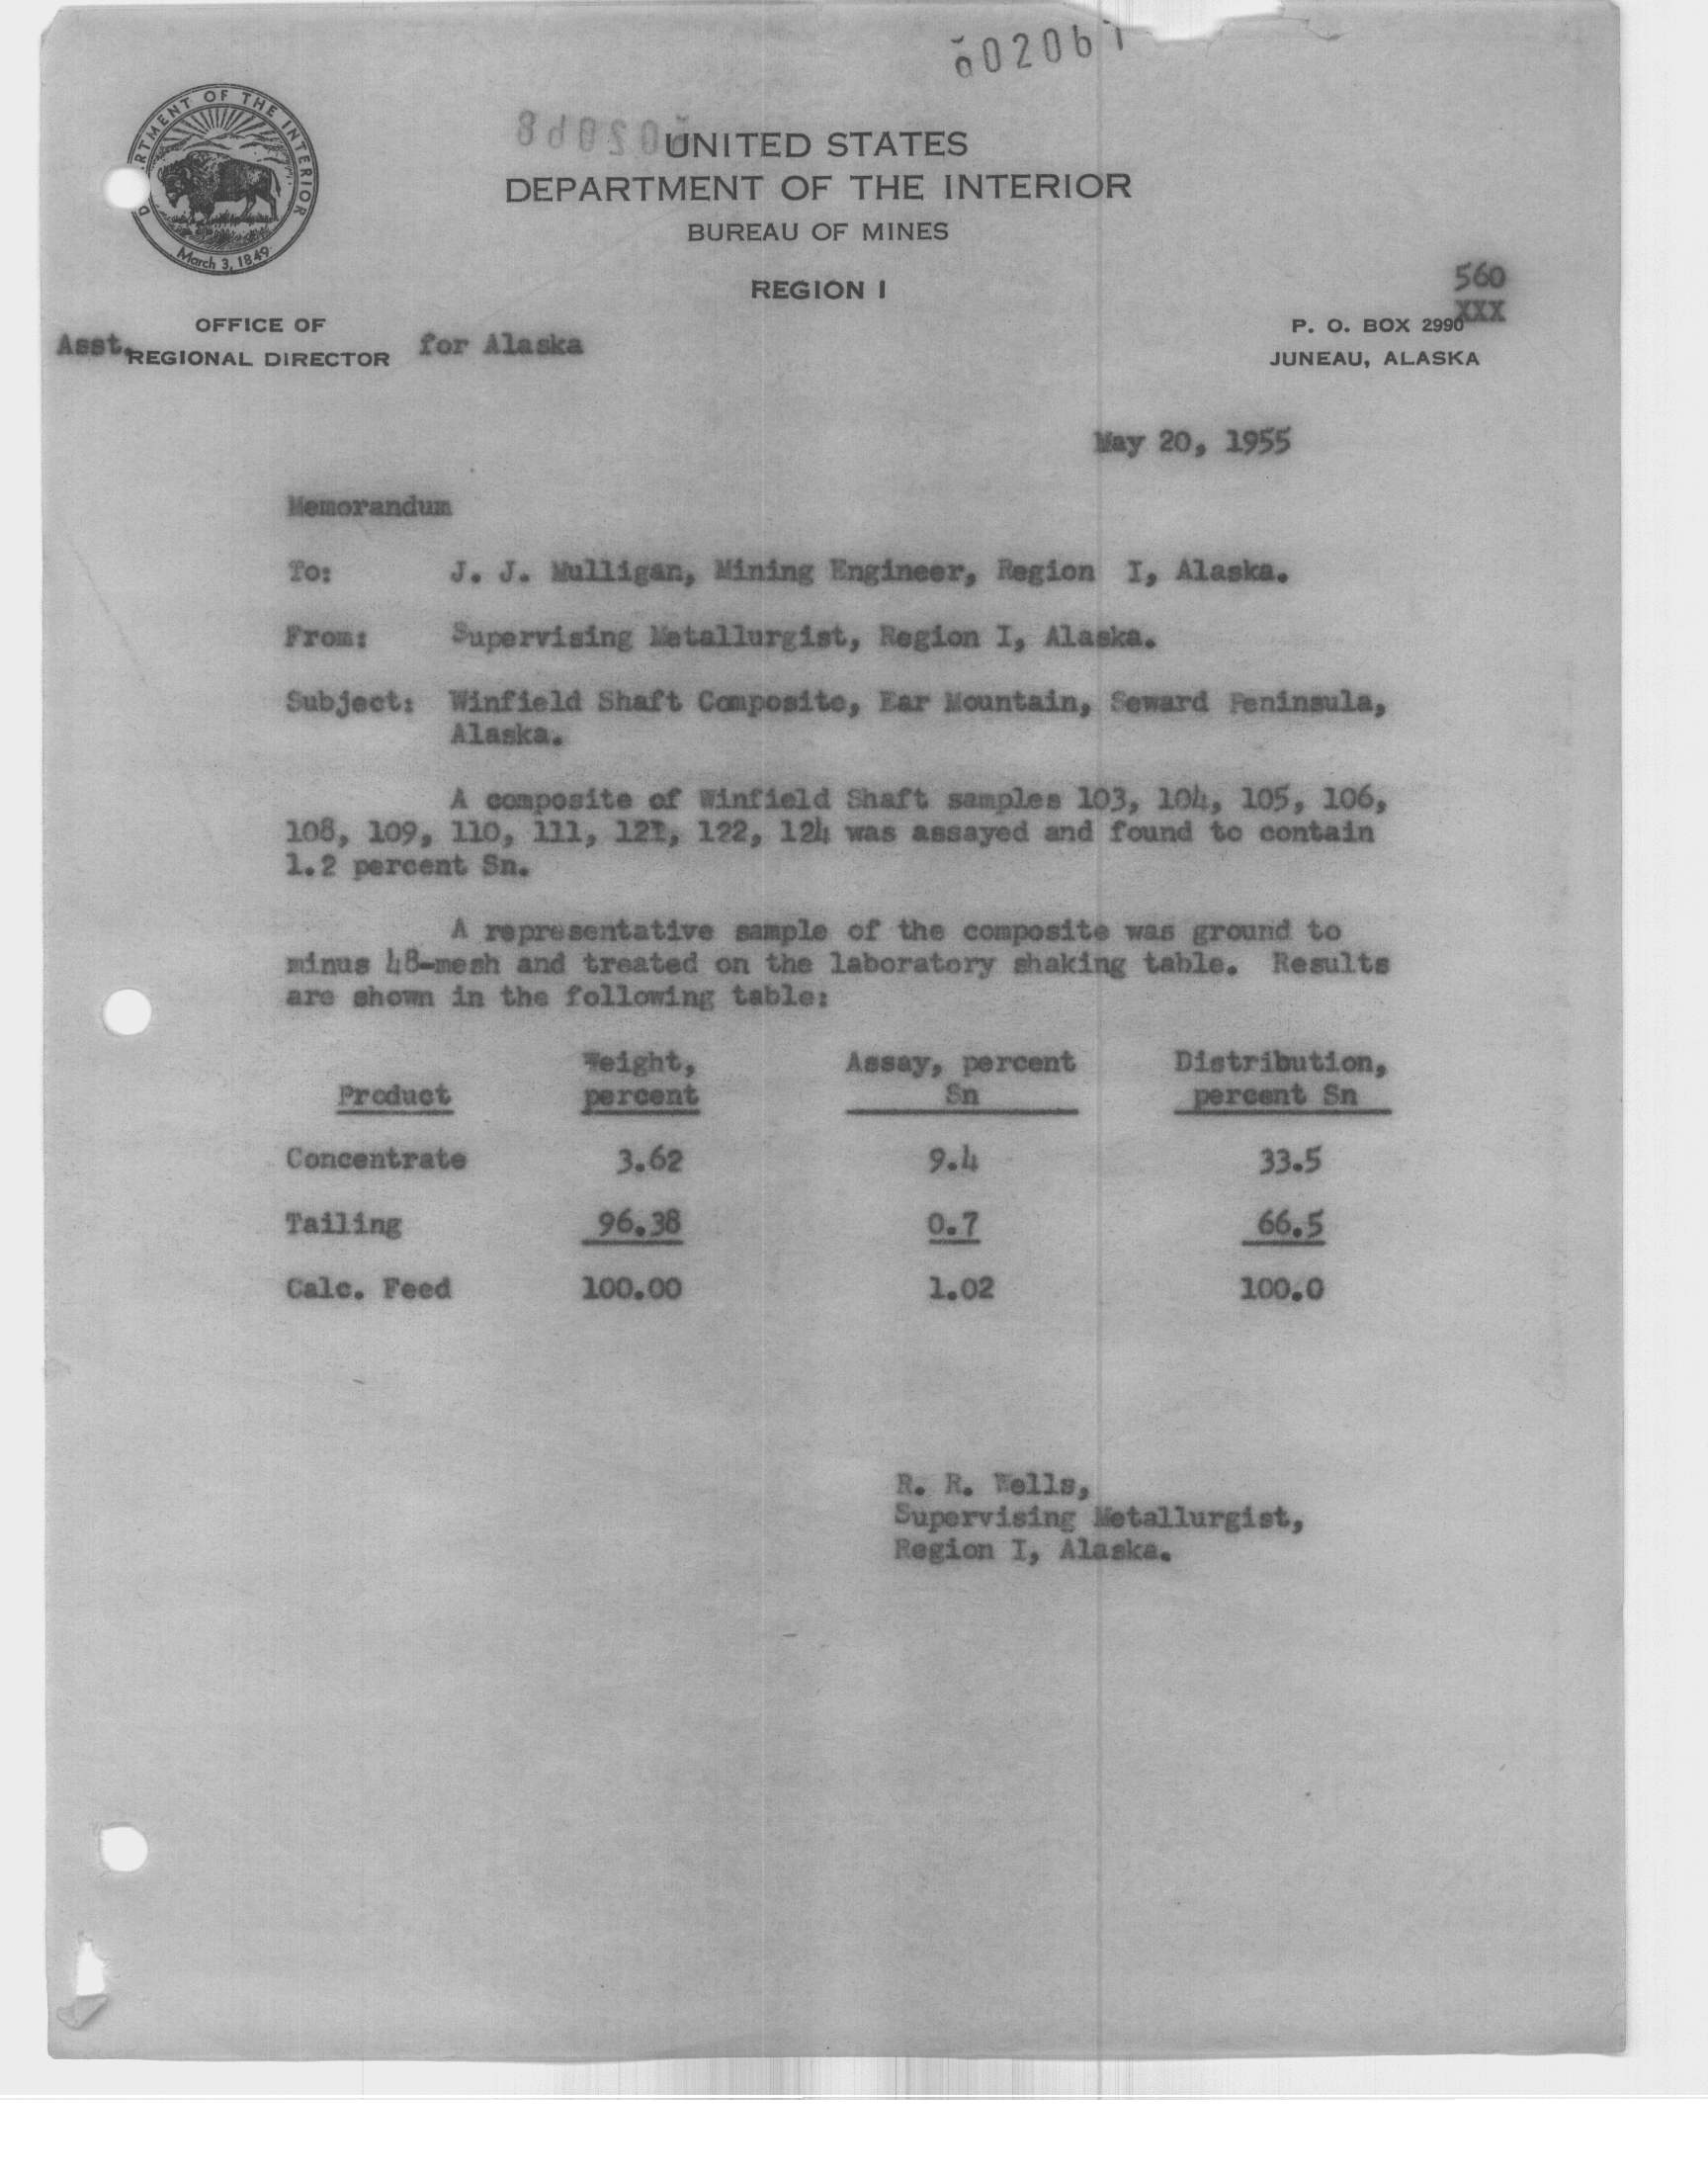 DEPARTMENT OF THE INTERIOR
March 3, 1849
UNITED STATES
DEPARTMENT OF THE INTERIOR
BUREAU OF MINES
REGION I
560
XXX
OFFICE OF
P. O. BOX 2990
Asst. REGIONAL DIRECTOR for Alaska
JUNEAU, ALASKA
May 20, 1955
Memorandum
To: J. J. Mulligan, Mining Engineer, Region I, Alaska.
From: Supervising Metallurgist, Region I, Alaska.
Subject: Winfield Shaft Composite, Ear Mountain, Seward Peninsula,
Alaska.
A composite of Winfield Shaft samples 103, 104, 105, 106,
108, 109, 110, 111, 121, 122, 124 was assayed and found to contain
1.2 percent Sn.
A representative sample of the composite was ground to
minus 48-mesh and treated on the laboratory shaking table. Results
are shown in the following table:
Weight, Assay, percent Distribution,
Product percent Sn percent Sn
Concentrate 3.62 9.4 33.5
Tailing 96.38 0.7 66.5
Calc. Feed 100.00 1.02 100.0
R. R. Wells,
Supervising Metallurgist,
Region I, Alaska.